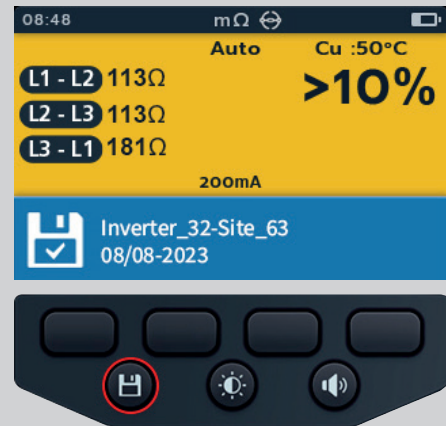 08:48 mΩ
Auto Cu :50°C
L1 - L2 113Ω >10%
L2 - L3 113Ω
L3 - L1 181Ω
200mA
Inverter_32-Site_63
08/08-2023